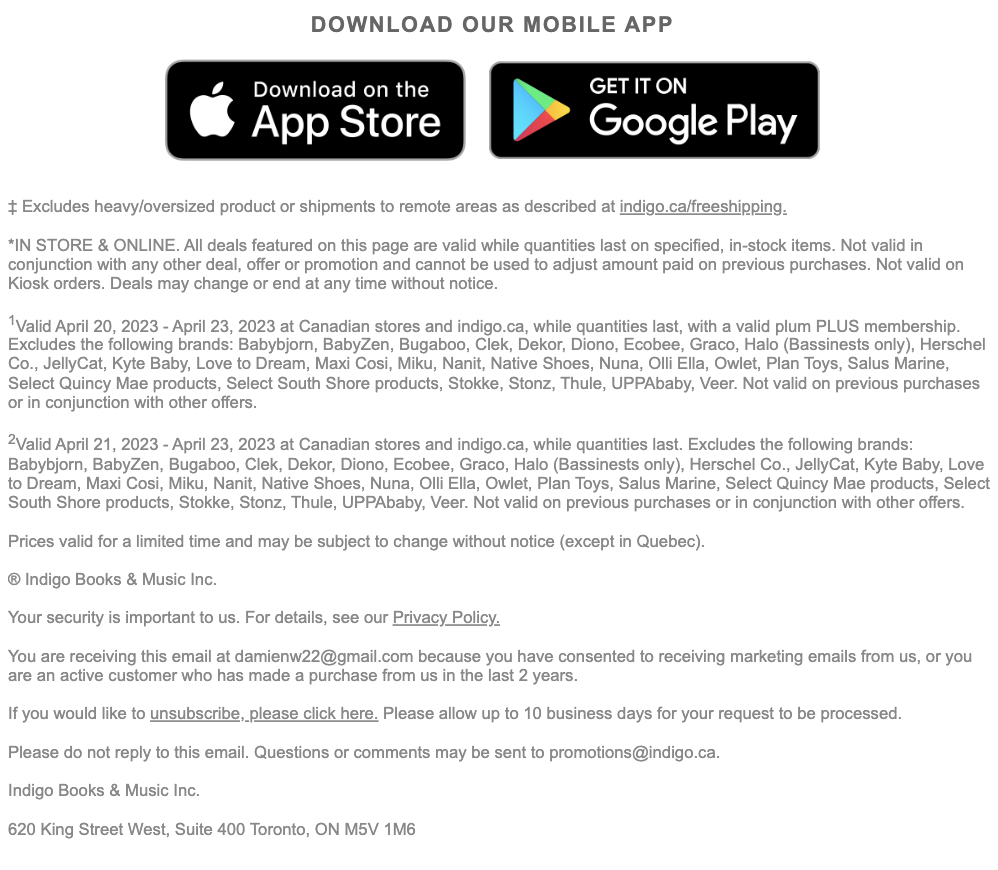 DOWNLOAD OUR MOBILE APP
Download on the
App Store
GET IT ON
Google Play
‡ Excludes heavy/oversized product or shipments to remote areas as described at indigo.ca/freeshipping.
*IN STORE & ONLINE. All deals featured on this page are valid while quantities last on specified, in-stock items. Not valid in
conjunction with any other deal, offer or promotion and cannot be used to adjust amount paid on previous purchases. Not valid on
Kiosk orders. Deals may change or end at any time without notice.
1Valid April 20, 2023 - April 23, 2023 at Canadian stores and indigo.ca, while quantities last, with a valid plum PLUS membership.
Excludes the following brands: Babybjorn, BabyZen, Bugaboo, Clek, Dekor, Diono, Ecobee, Graco, Halo (Bassinests only), Herschel
Co., JellyCat, Kyte Baby, Love to Dream, Maxi Cosi, Miku, Nanit, Native Shoes, Nuna, Olli Ella, Owlet, Plan Toys, Salus Marine,
Select Quincy Mae products, Select South Shore products, Stokke, Stonz, Thule, UPPAbaby, Veer. Not valid on previous purchases
or in conjunction with other offers.
2Valid April 21, 2023 - April 23, 2023 at Canadian stores and indigo.ca, while quantities last. Excludes the following brands:
Babybjorn, BabyZen, Bugaboo, Clek, Dekor, Diono, Ecobee, Graco, Halo (Bassinests only), Herschel Co., JellyCat, Kyte Baby, Love
to Dream, Maxi Cosi, Miku, Nanit, Native Shoes, Nuna, Olli Ella, Owlet, Plan Toys, Salus Marine, Select Quincy Mae products, Select
South Shore products, Stokke, Stonz, Thule, UPPAbaby, Veer. Not valid on previous purchases or in conjunction with other offers.
Prices valid for a limited time and may be subject to change without notice (except in Quebec).
® Indigo Books & Music Inc.
Your security is important to us. For details, see our Privacy Policy.
You are receiving this email at damienw22@gmail.com because you have consented to receiving marketing emails from us, or you
are an active customer who has made a purchase from us in the last 2 years.
If you would like to unsubscribe, please click here. Please allow up to 10 business days for your request to be processed.
Please do not reply to this email. Questions or comments may be sent to promotions@indigo.ca.
Indigo Books & Music Inc.
620 King Street West, Suite 400 Toronto, ON M5V 1M6